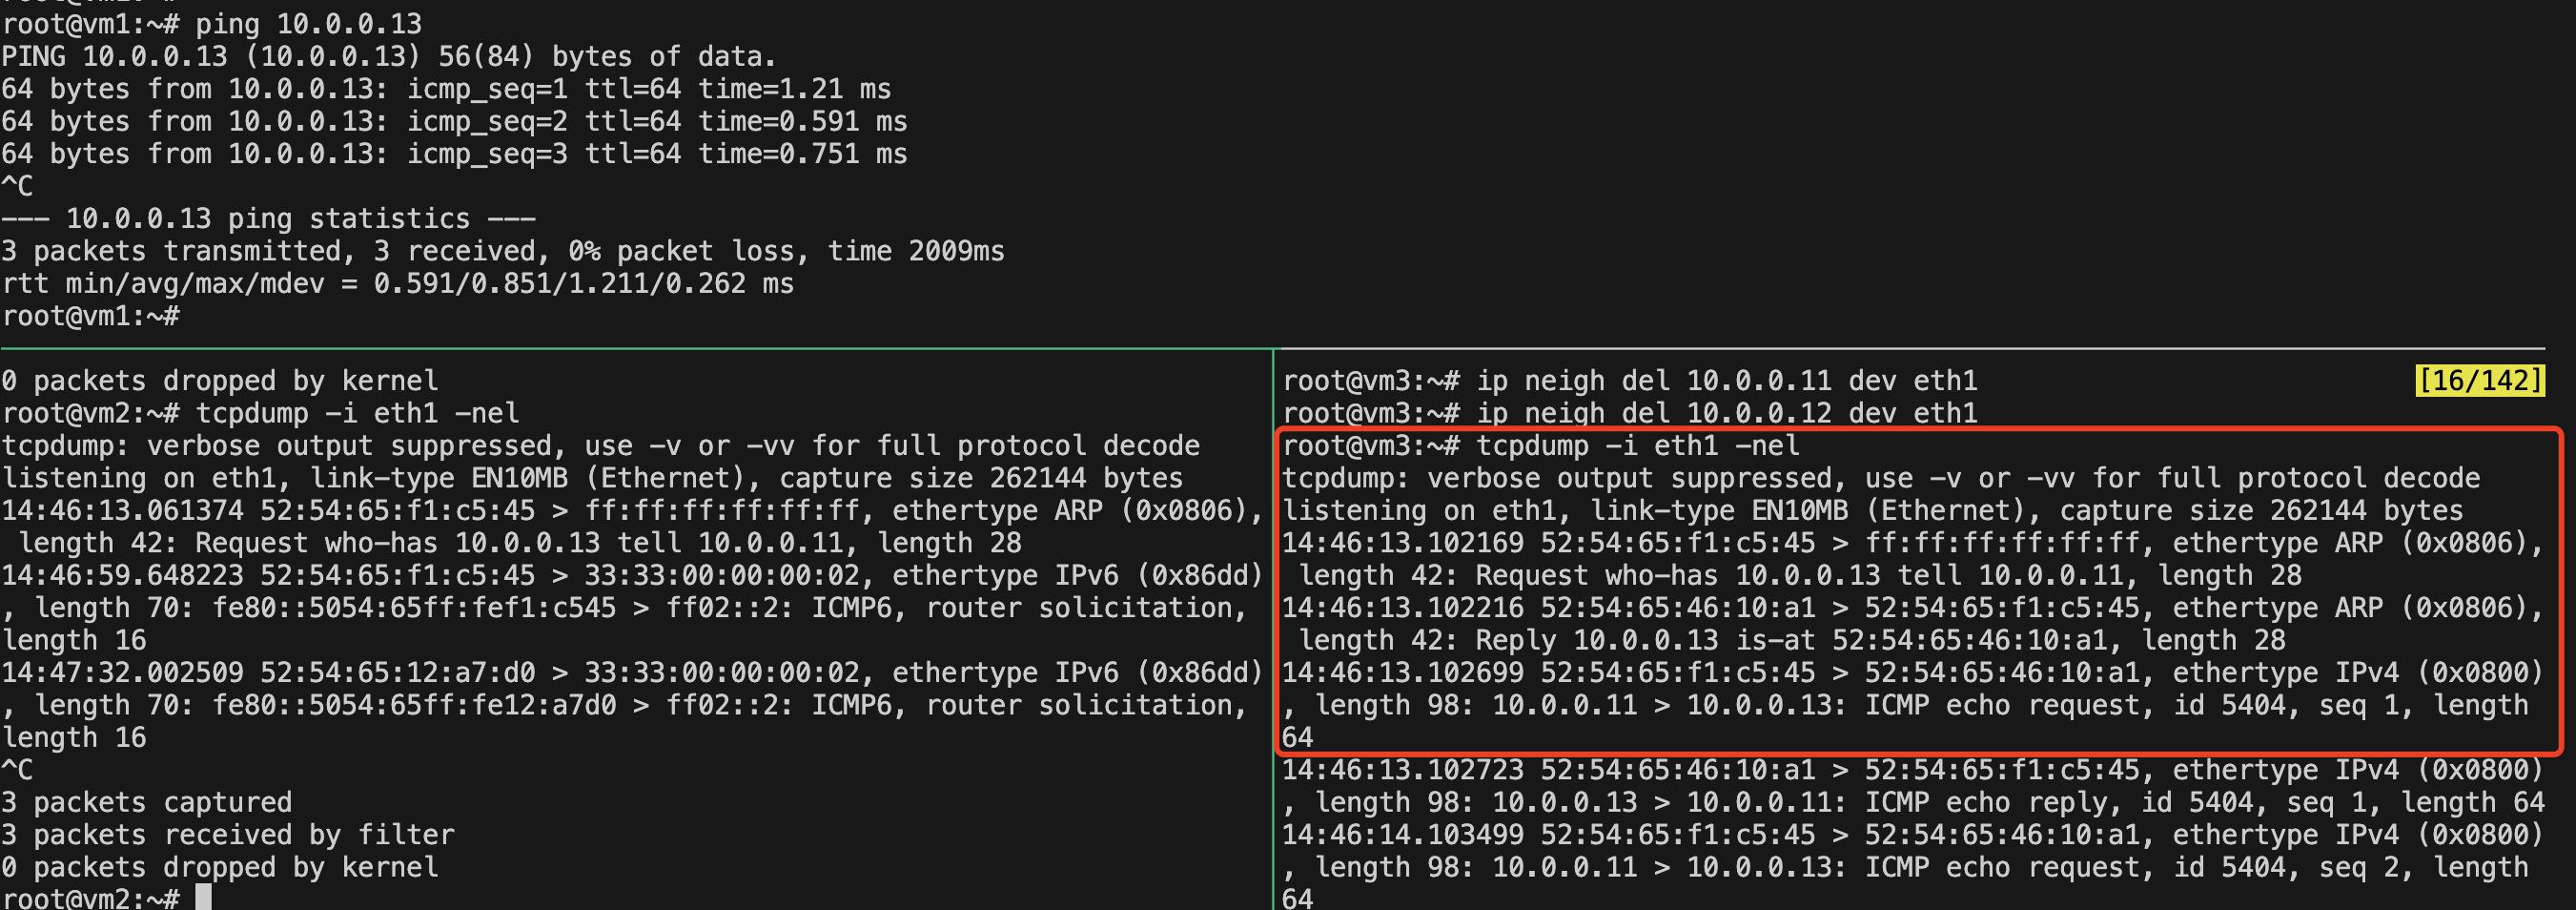 root@vm1:~# ping 10.0.0.13
PING 10.0.0.13 (10.0.0.13) 56(84) bytes of data.
64 bytes from 10.0.0.13: icmp_seq=1 ttl=64 time=1.21 ms
64 bytes from 10.0.0.13: icmp_seq=2 ttl=64 time=0.591 ms
64 bytes from 10.0.0.13: icmp_seq=3 ttl=64 time=0.751 ms
^C
--- 10.0.0.13 ping statistics ---
3 packets transmitted, 3 received, 0% packet loss, time 2009ms
rtt min/avg/max/mdev = 0.591/0.851/1.211/0.262 ms
root@vm1:~#
0 packets dropped by kernel
root@vm2:~# tcpdump -i eth1 -nel
tcpdump: verbose output suppressed, use -v or -vv for full protocol decode
listening on eth1, link-type EN10MB (Ethernet), capture size 262144 bytes
14:46:13.061374 52:54:65:f1:c5:45 > ff:ff:ff:ff:ff:ff, ethertype ARP (0x0806),
 length 42: Request who-has 10.0.0.13 tell 10.0.0.11, length 28
14:46:59.648223 52:54:65:f1:c5:45 > 33:33:00:00:00:02, ethertype IPv6 (0x86dd)
, length 70: fe80::5054:65ff:fef1:c545 > ff02::2: ICMP6, router solicitation,
length 16
14:47:32.002509 52:54:65:12:a7:d0 > 33:33:00:00:00:02, ethertype IPv6 (0x86dd)
, length 70: fe80::5054:65ff:fe12:a7d0 > ff02::2: ICMP6, router solicitation,
length 16
^C
3 packets captured
3 packets received by filter
0 packets dropped by kernel
root@vm2:~#
root@vm3:~# ip neigh del 10.0.0.11 dev eth1
[16/142]
root@vm3:~# ip neigh del 10.0.0.12 dev eth1
root@vm3:~# tcpdump -i eth1 -nel
tcpdump: verbose output suppressed, use -v or -vv for full protocol decode
listening on eth1, link-type EN10MB (Ethernet), capture size 262144 bytes
14:46:13.102169 52:54:65:f1:c5:45 > ff:ff:ff:ff:ff:ff, ethertype ARP (0x0806),
 length 42: Request who-has 10.0.0.13 tell 10.0.0.11, length 28
14:46:13.102216 52:54:65:46:10:a1 > 52:54:65:f1:c5:45, ethertype ARP (0x0806),
 length 42: Reply 10.0.0.13 is-at 52:54:65:46:10:a1, length 28
14:46:13.102699 52:54:65:f1:c5:45 > 52:54:65:46:10:a1, ethertype IPv4 (0x0800)
, length 98: 10.0.0.11 > 10.0.0.13: ICMP echo request, id 5404, seq 1, length
64
14:46:13.102723 52:54:65:46:10:a1 > 52:54:65:f1:c5:45, ethertype IPv4 (0x0800)
, length 98: 10.0.0.13 > 10.0.0.11: ICMP echo reply, id 5404, seq 1, length 64
14:46:14.103499 52:54:65:f1:c5:45 > 52:54:65:46:10:a1, ethertype IPv4 (0x0800)
, length 98: 10.0.0.11 > 10.0.0.13: ICMP echo request, id 5404, seq 2, length
64